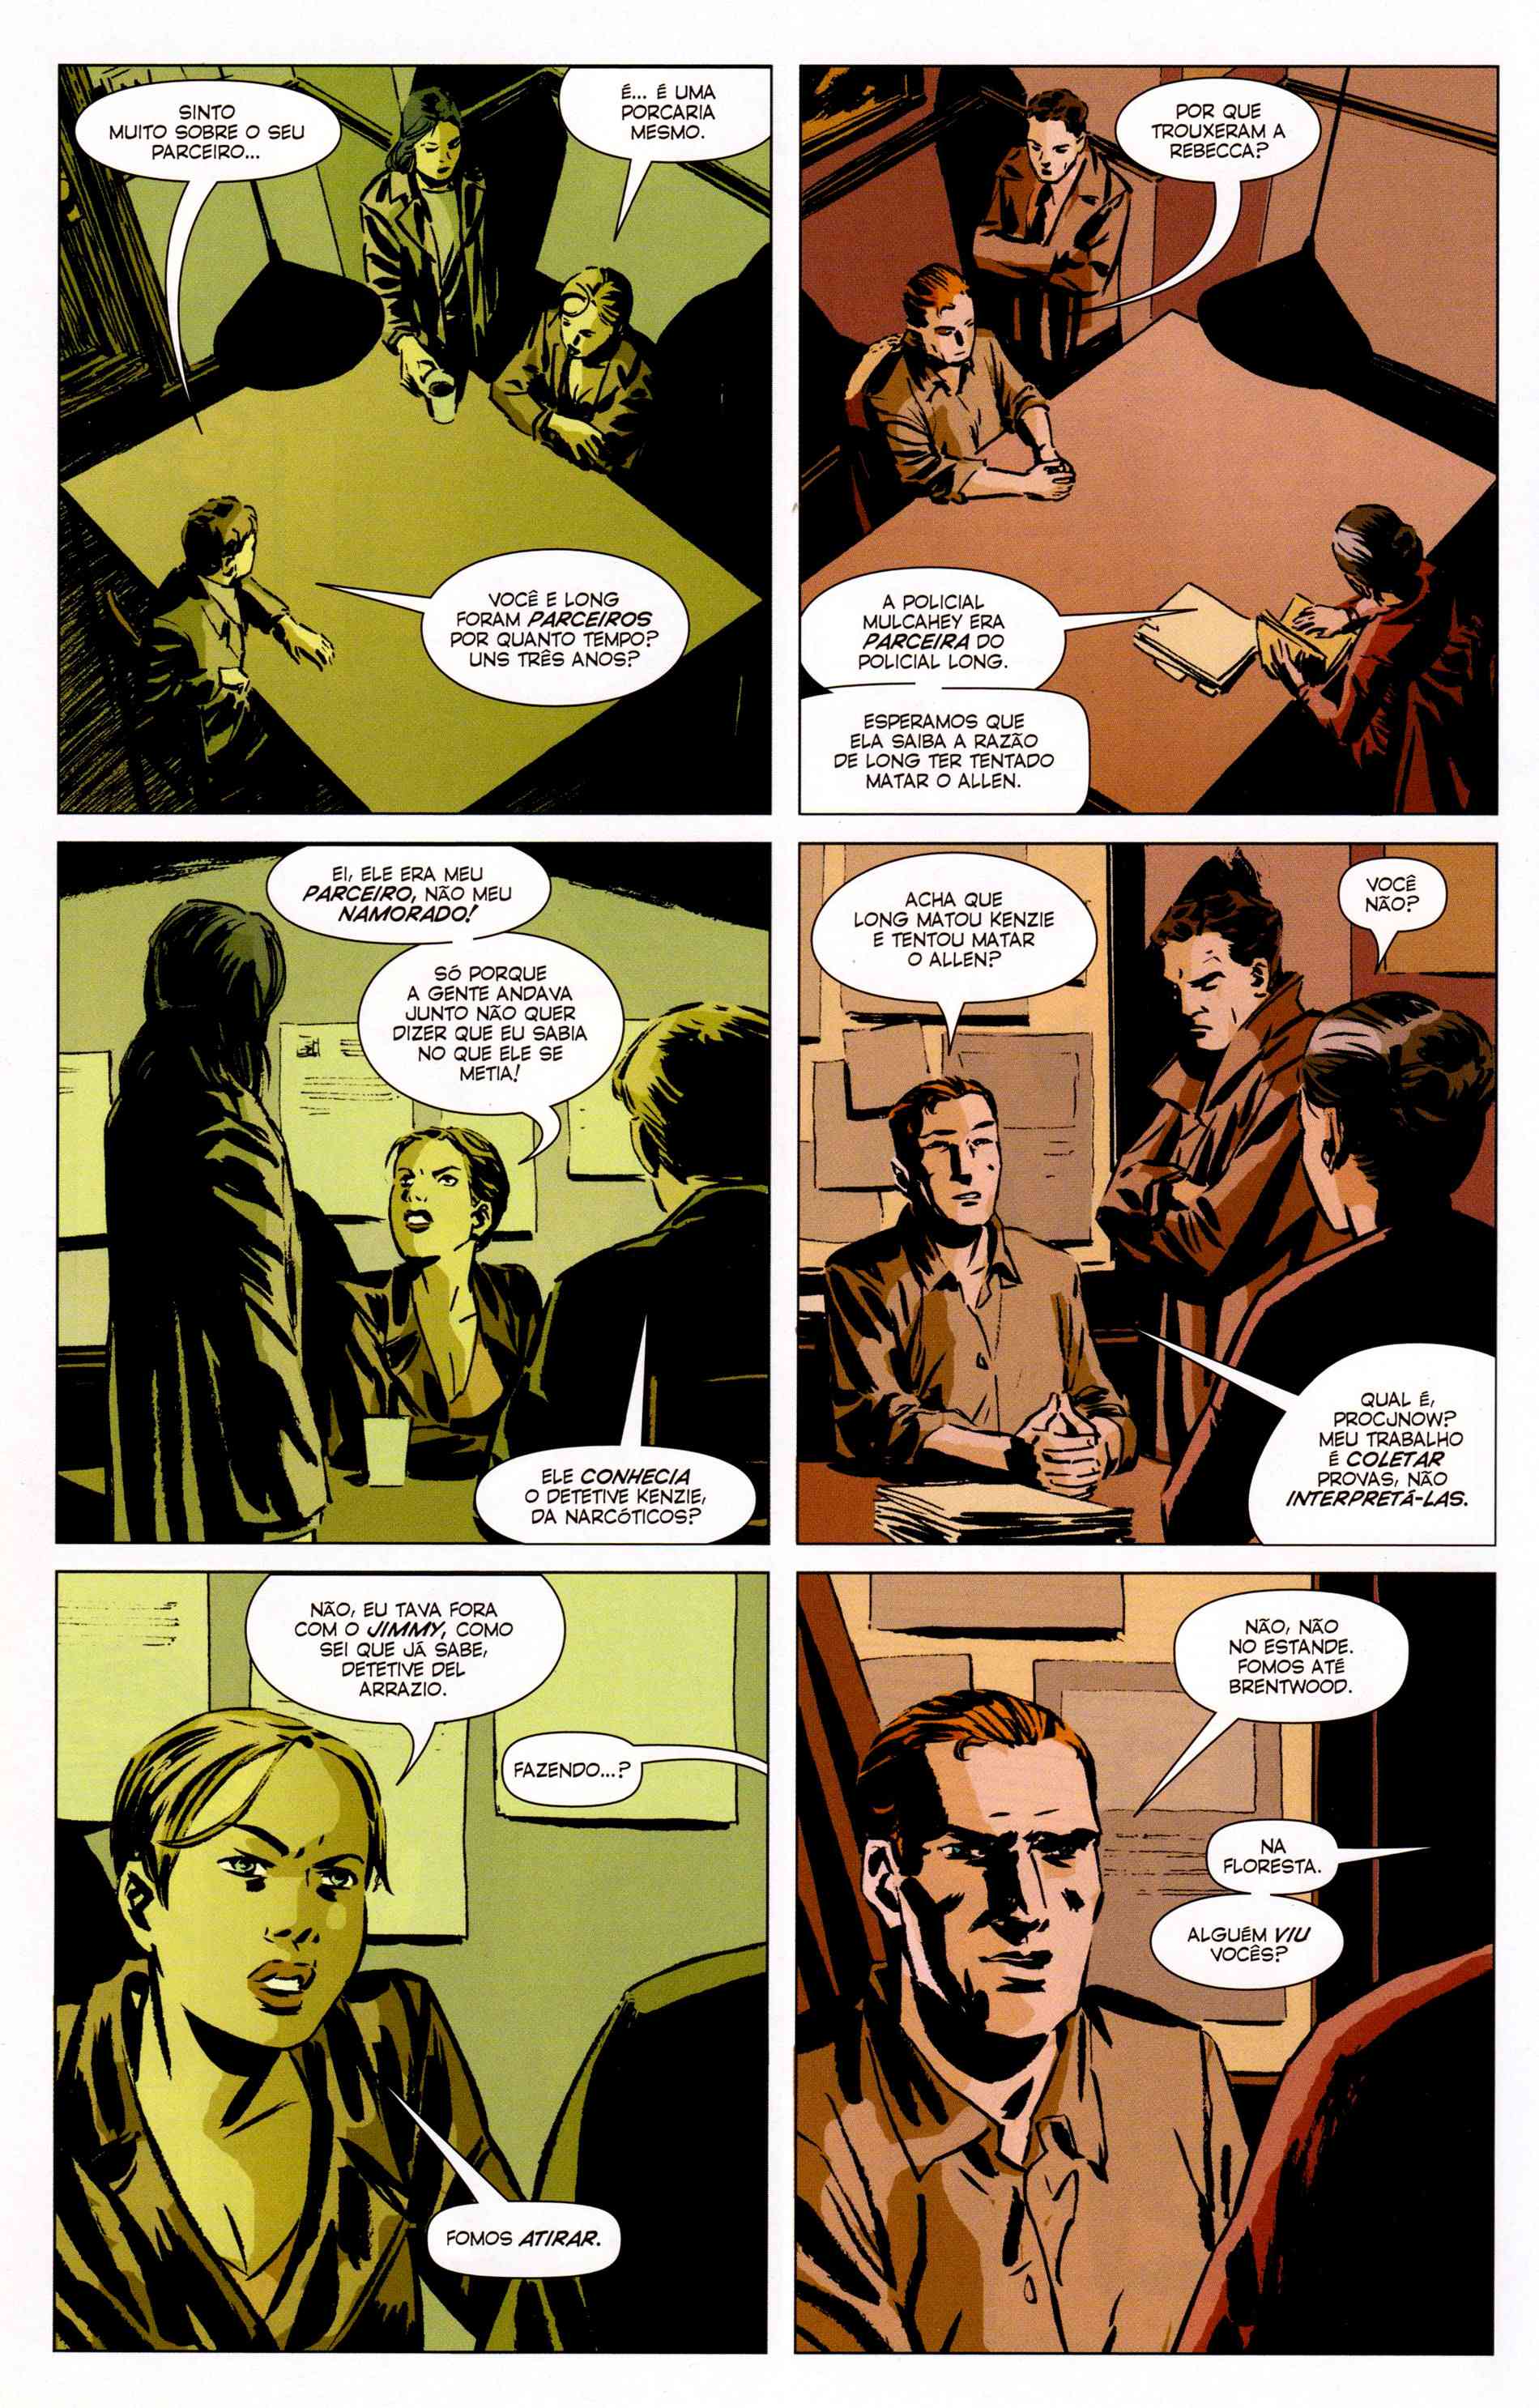 SINTO
MUITO SOBRE O SEU
PARCEIRO...
É... É UMA
PORCARIA
MESMO.
VOCÊ E LONG
FORAM PARCEIROS
POR QUANTO TEMPO?
UNS TRÊS ANOS?
POR QUE
TROUXERAM A
REBECCA?
A POLICIAL
MULCAHEY ERA
PARCEIRA DO
POLICIAL LONG.
ESPERAMOS QUE
ELA SAIBA A RAZÃO
DE LONG TER TENTADO
MATAR O ALLEN.
EI, ELE ERA MEU
PARCEIRO, NÃO MEU
NAMORADO!
SÓ PORQUE
A GENTE ANDAVA
JUNTO NÃO QUER
DIZER QUE EU SABIA
NO QUE ELE SE
METIA!
ELE CONHECIA
O DETETIVE KENZIE,
DA NARCÓTICOS?
ACHA QUE
LONG MATOU KENZIE
E TENTOU MATAR
O ALLEN?
VOCÊ
NÃO?
QUAL É,
PROCJNOW?
MEU TRABALHO
É COLETAR
PROVAS, NÃO
INTERPRETÁ-LAS.
NÃO, EU TAVA FORA
COM O JIMMY, COMO
SEI QUE JÁ SABE,
DETETIVE DEL
ARRAZIO.
FAZENDO...?
FOMOS ATIRAR.
NÃO, NÃO
NO ESTANDE.
FOMOS ATÉ
BRENTWOOD.
NA
FLORESTA.
ALGUÉM VIU
VOCÊS?